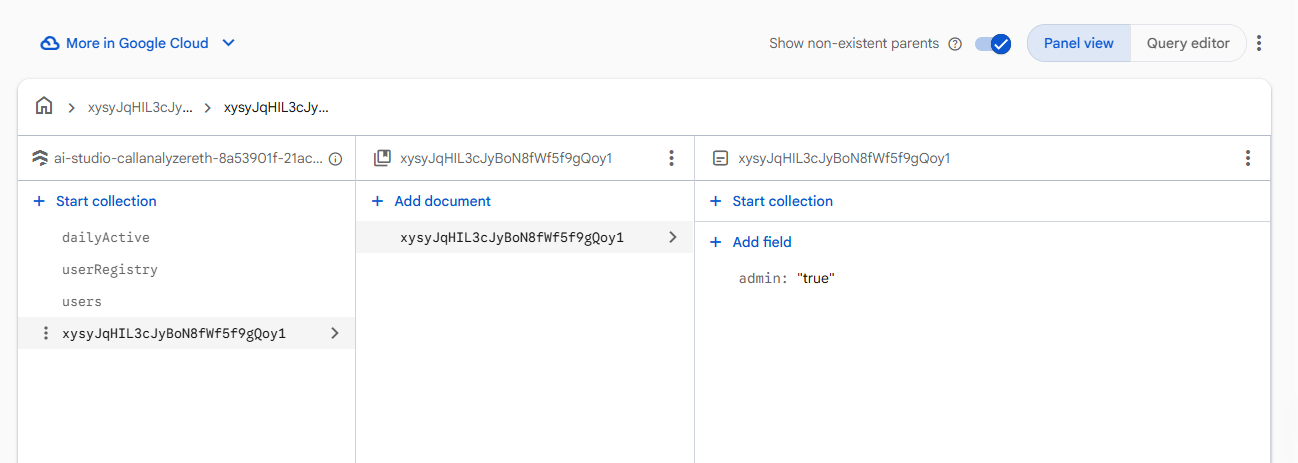 More in Google Cloud
Show non-existent parents
Panel view
Query editor
xysyJqHIL3cJy...
xysyJqHIL3cJy...
ai-studio-callanalyzereth-8a53901f-21ac...
xysyJqHIL3cJyBoN8fWf5f9gQoy1
xysyJqHIL3cJyBoN8fWf5f9gQoy1
+ Start collection
+ Add document
+ Start collection
dailyActive
xysyJqHIL3cJyBoN8fWf5f9gQoy1
+ Add field
userRegistry
admin: "true"
users
xysyJqHIL3cJyBoN8fWf5f9gQoy1